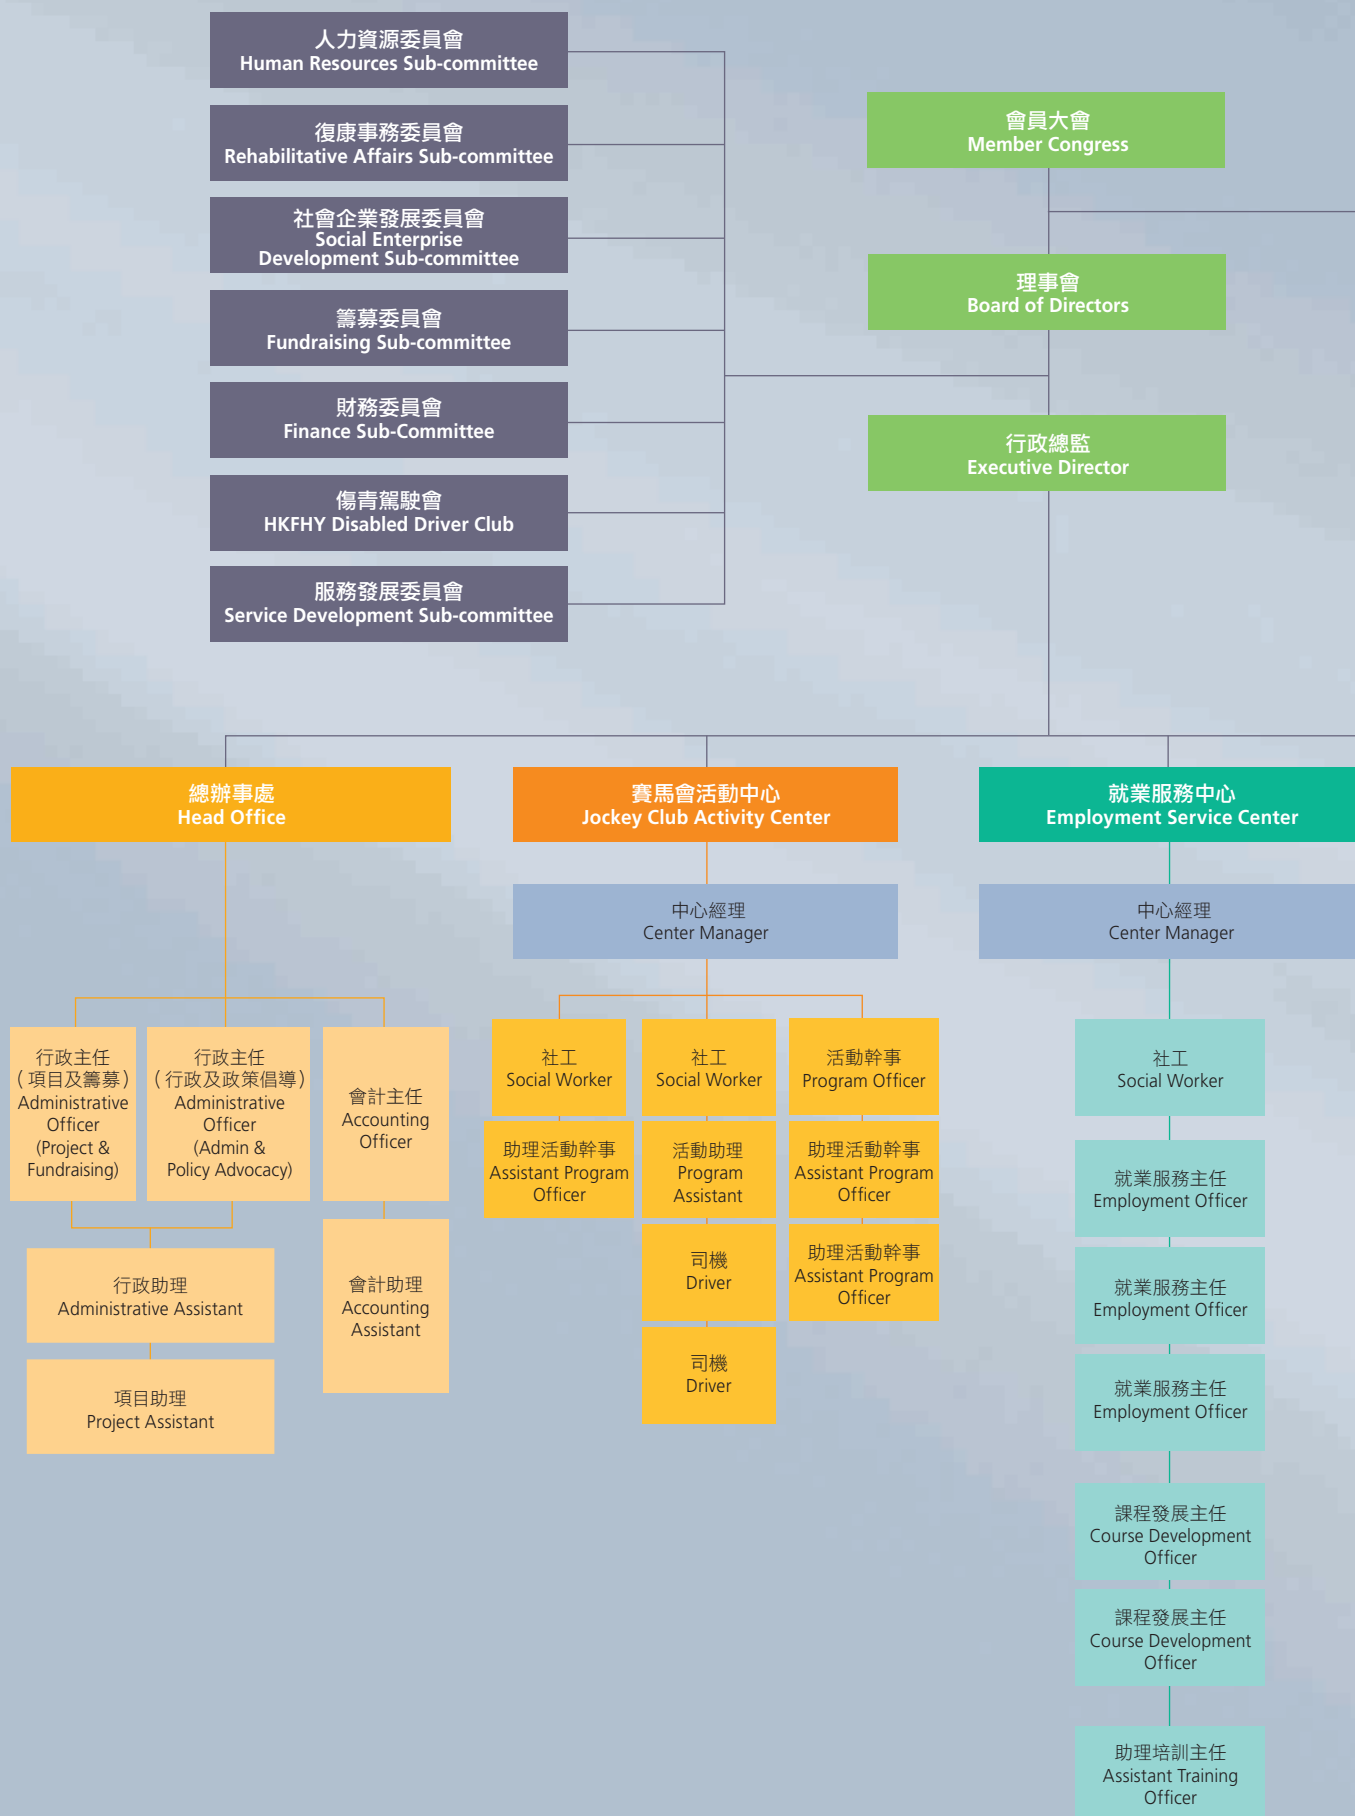 人力資源委員會
Human Resources Sub-committee
復康事務委員會
Rehabilitative Affairs Sub-committee
社會企業發展委員會
Social Enterprise
Development Sub-committee
籌募委員會
Fundraising Sub-committee
財務委員會
Finance Sub-Committee
傷青駕駛會
HKFHY Disabled Driver Club
服務發展委員會
Service Development Sub-committee
會員大會
Member Congress
理事會
Board of Directors
行政總監
Executive Director
總辦事處
Head Office
行政主任
(項目及籌募)
Administrative
Officer
(Project &
Fundraising)
行政主任
(行政及政策倡導)
Administrative
Officer
(Admin &
Policy Advocacy)
會計主任
Accounting
Officer
行政助理
Administrative Assistant
項目助理
Project Assistant
會計助理
Accounting
Assistant
賽馬會活動中心
Jockey Club Activity Center
中心經理
Center Manager
社工
Social Worker
助理活動幹事
Assistant Program
Officer
社工
Social Worker
活動助理
Program
Assistant
司機
Driver
司機
Driver
活動幹事
Program Officer
助理活動幹事
Assistant Program
Officer
助理活動幹事
Assistant Program
Officer
就業服務中心
Employment Service Center
中心經理
Center Manager
社工
Social Worker
就業服務主任
Employment Officer
就業服務主任
Employment Officer
就業服務主任
Employment Officer
課程發展主任
Course Development
Officer
課程發展主任
Course Development
Officer
助理培訓主任
Assistant Training
Officer